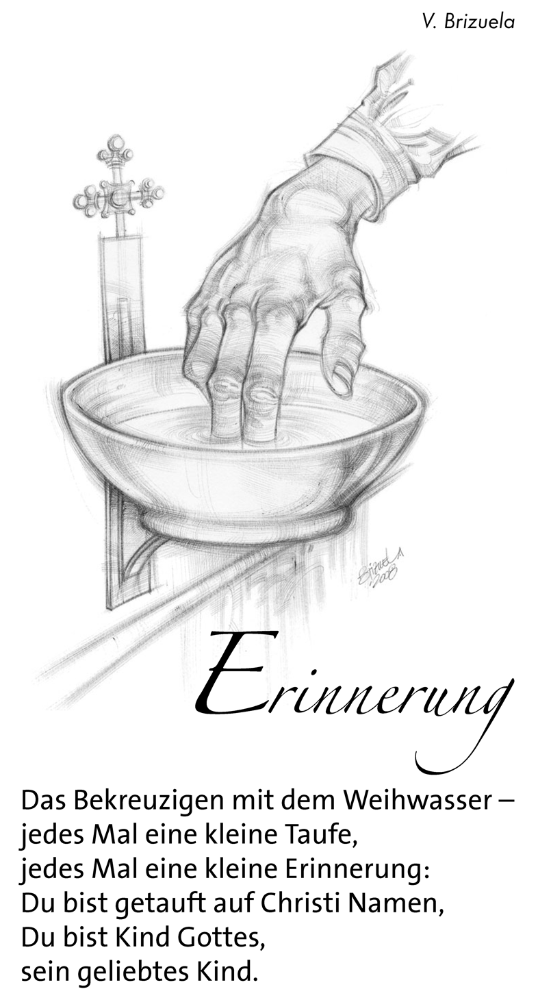 V. Brizuela
Brizuela
2008
Erinnerung
Das Bekreuzigen mit dem Weihwasser –
jedes Mal eine kleine Taufe,
jedes Mal eine kleine Erinnerung:
Du bist getauft auf Christi Namen,
Du bist Kind Gottes,
sein geliebtes Kind.